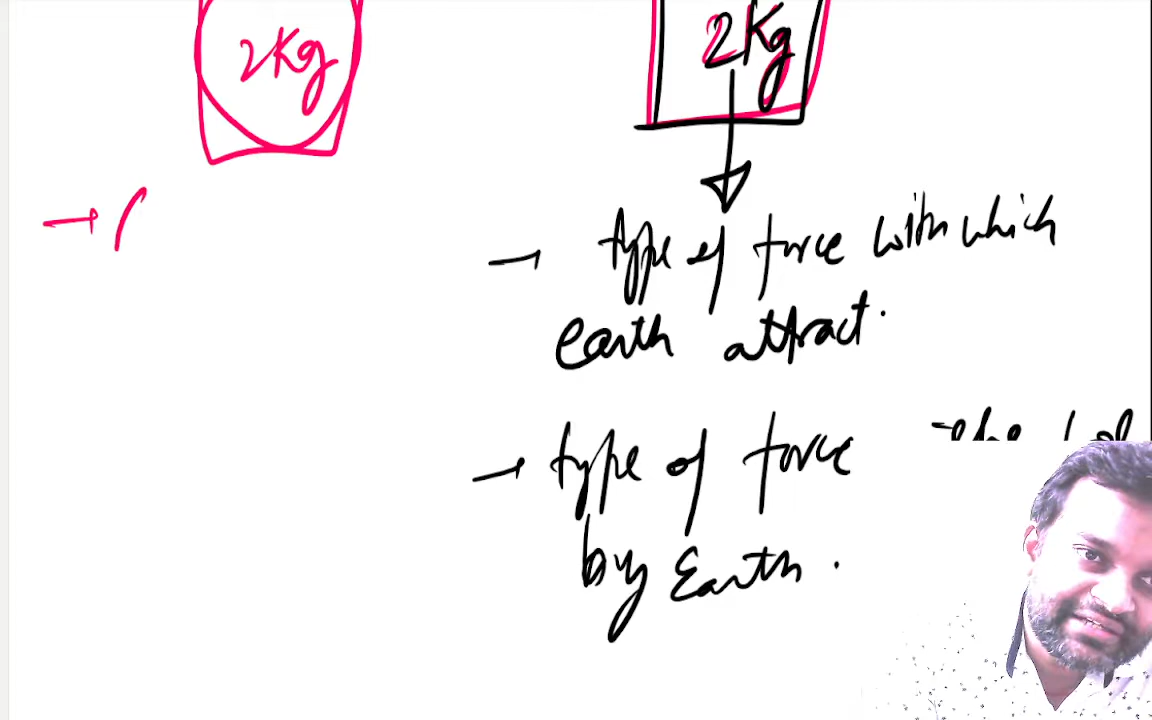 2Kg
2Kg
→ type of force with which
earth attract.
→ type of force
by Earth.